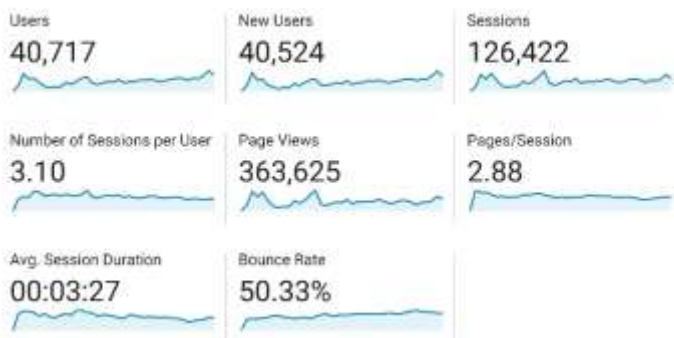 Users
40,717
New Users
40,524
Sessions
126,422
Number of Sessions per User
3.10
Page Views
363,625
Pages/Session
2.88
Avg. Session Duration
00:03:27
Bounce Rate
50.33%